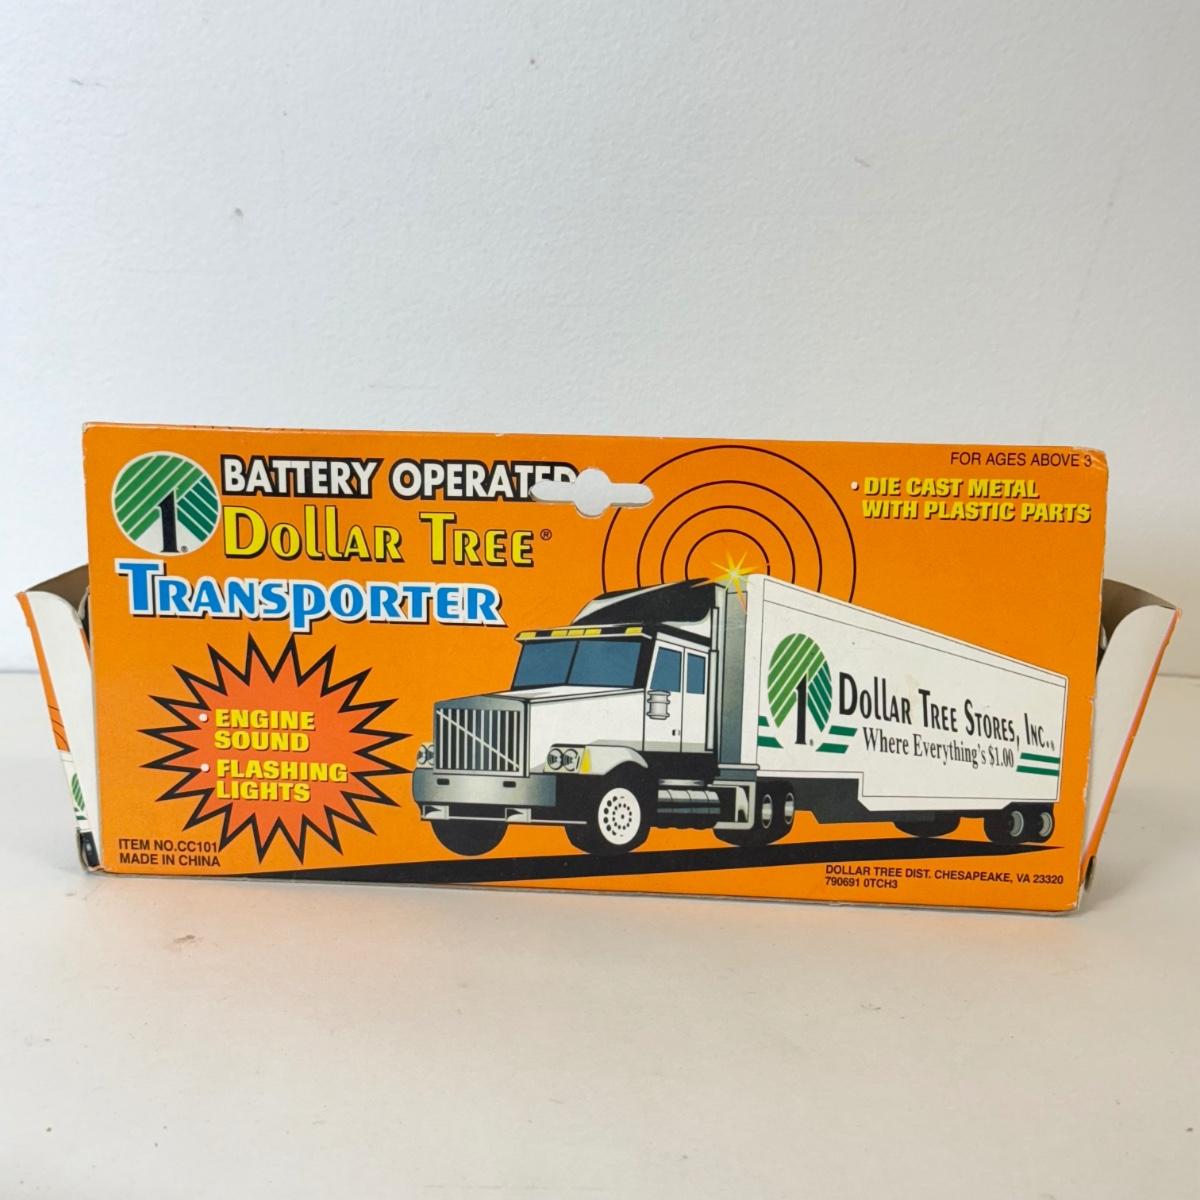 BATTERY OPERATED
DOLLAR TREE®
TRANSPORTER
1®
FOR AGES ABOVE 3
• DIE CAST METAL
WITH PLASTIC PARTS
• ENGINE
SOUND
• FLASHING
LIGHTS
1®
DOLLAR TREE STORES, INC.
Where Everything's $1.00
ITEM NO.CC101
MADE IN CHINA
DOLLAR TREE DIST. CHESAPEAKE, VA 23320
790691 0TCH3